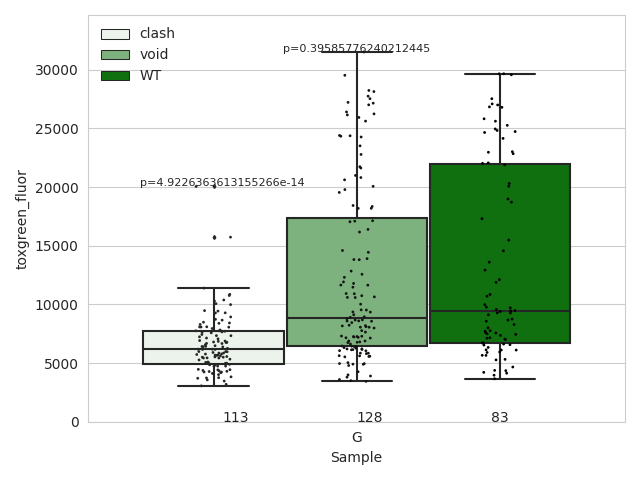 clash
void
WT
p=0.39585776240212445
p=4.9226363613155266e-14
toxgreen_fluor
30000
25000
20000
15000
10000
5000
0
113 128 83
G
Sample